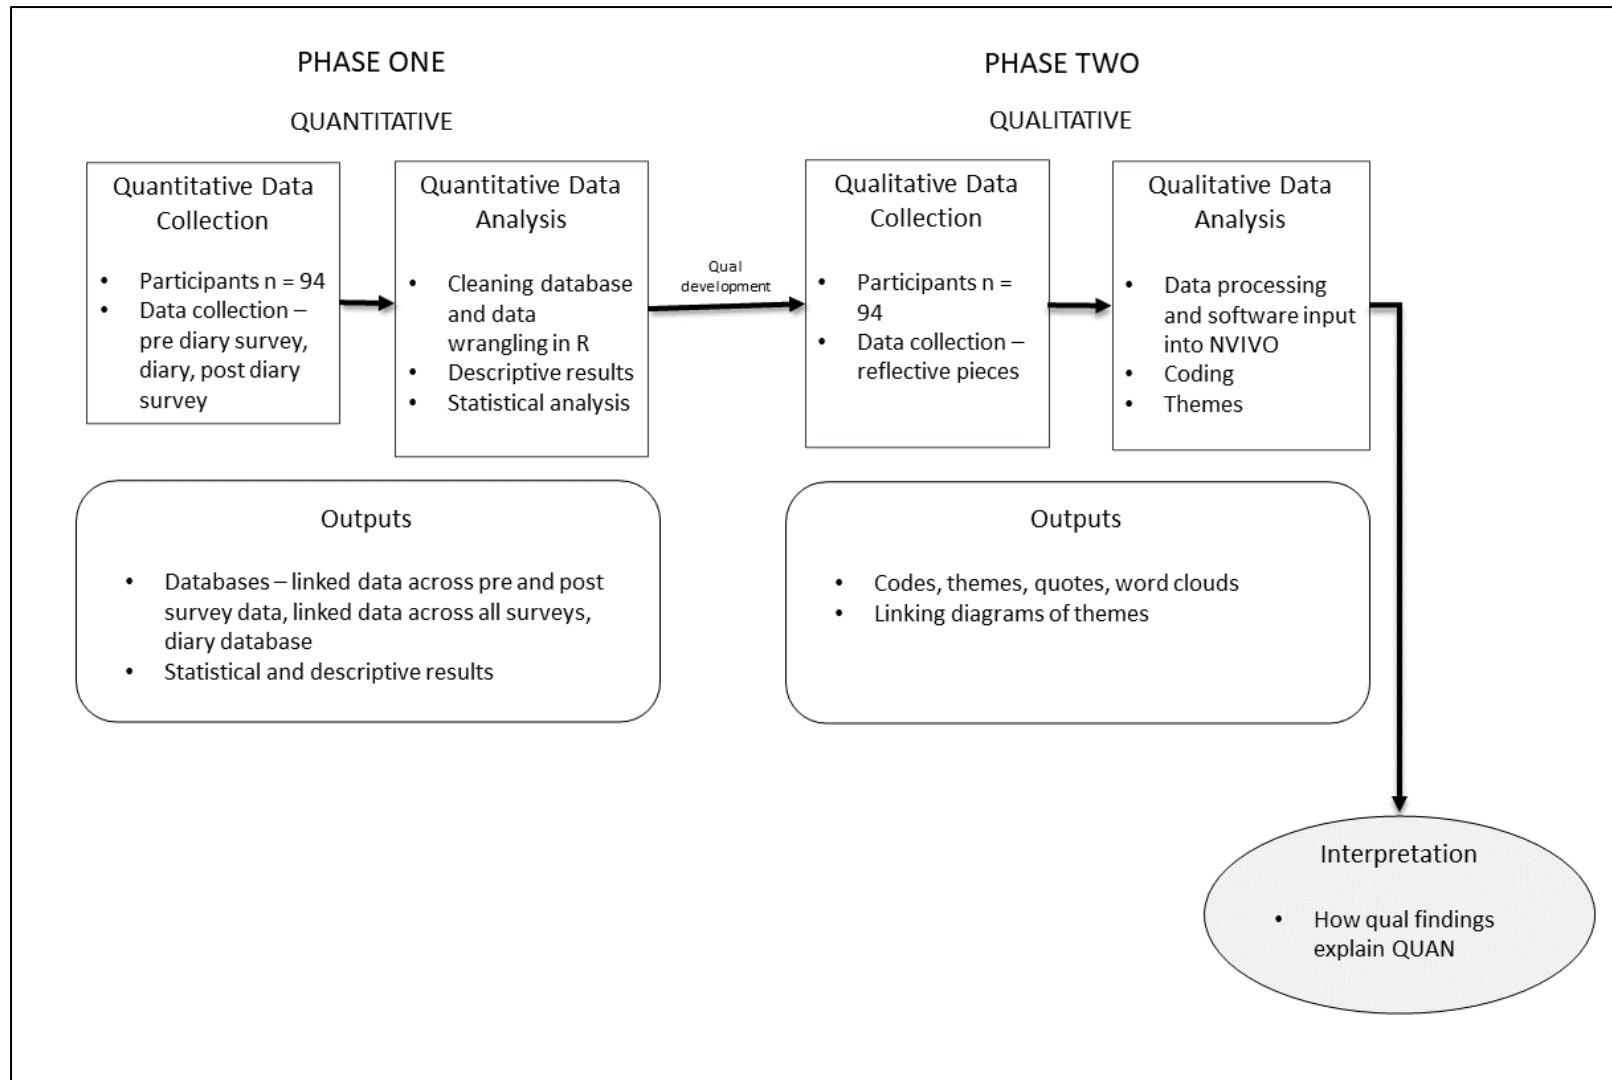 PHASE ONE
QUANTITATIVE
Quantitative Data
Collection
• Participants n = 94
• Data collection –
pre diary survey,
diary, post diary
survey
Quantitative Data
Analysis
• Cleaning database
and data
wrangling in R
• Descriptive results
• Statistical analysis
Outputs
• Databases – linked data across pre and post
survey data, linked data across all surveys,
diary database
• Statistical and descriptive results
Qual
development
PHASE TWO
QUALITATIVE
Qualitative Data
Collection
• Participants n =
94
• Data collection –
reflective pieces
Qualitative Data
Analysis
• Data processing
and software input
into NVIVO
• Coding
• Themes
Outputs
• Codes, themes, quotes, word clouds
• Linking diagrams of themes
Interpretation
• How qual findings
explain QUAN